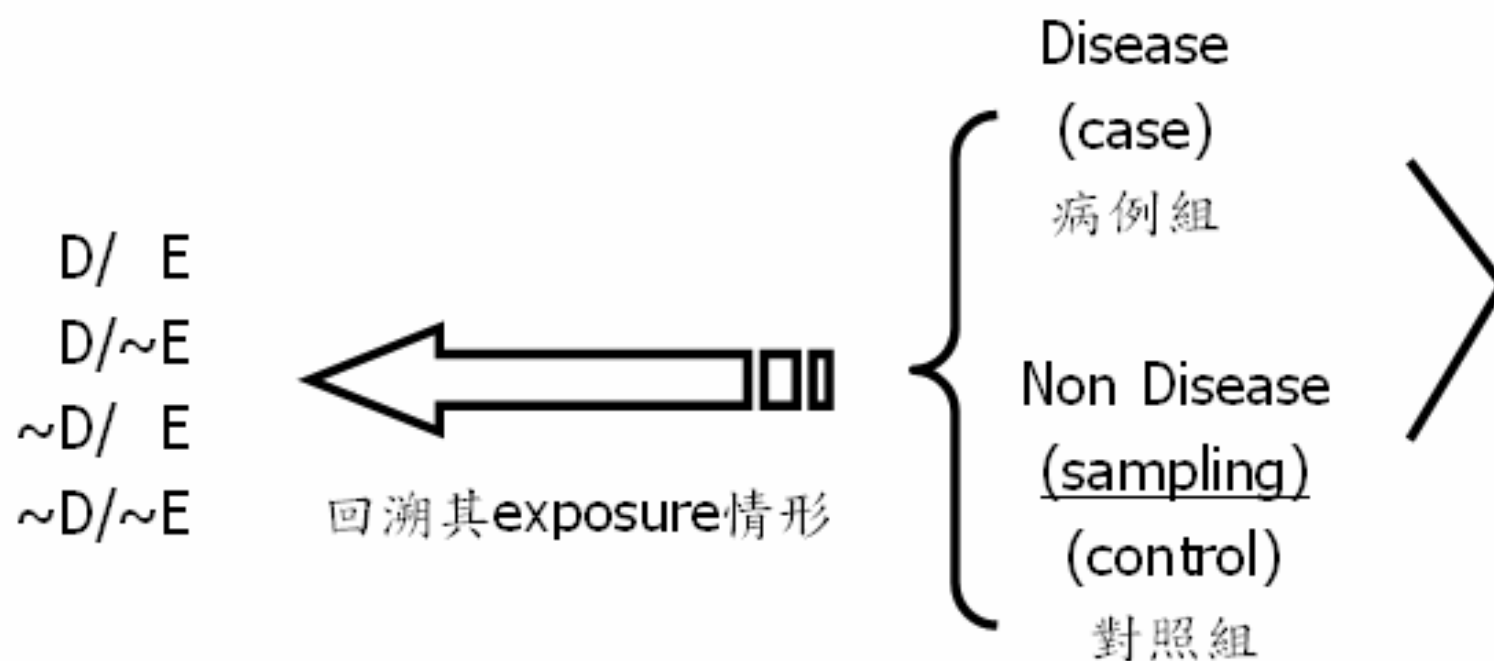 D/ E
D/~E
~D/ E
~D/~E
回溯其exposure情形
Disease
(case)
病例組
Non Disease
(sampling)
(control)
對照組